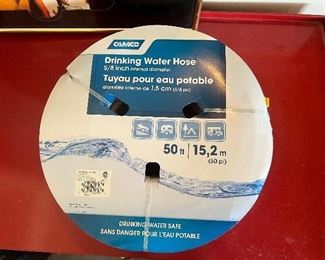 CAMCO
Drinking Water Hose
5/8 inch internal diameter
Tuyau pour eau potable
diamètre interne de 1,5 cm (5/8 po)
50 ft 15,2 m
(50 pi)
DRINKING WATER SAFE
SANS DANGER POUR L'EAU POTABLE